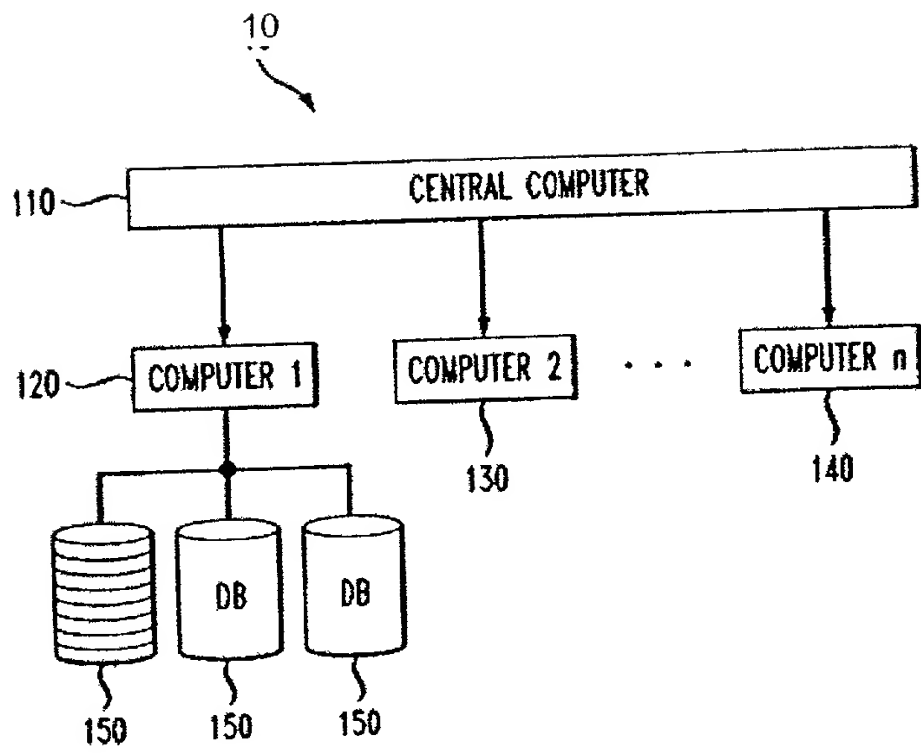 10
CENTRAL COMPUTER
110
120
COMPUTER 1
COMPUTER 2
. . .
COMPUTER n
130
140
DB
DB
150
150
150